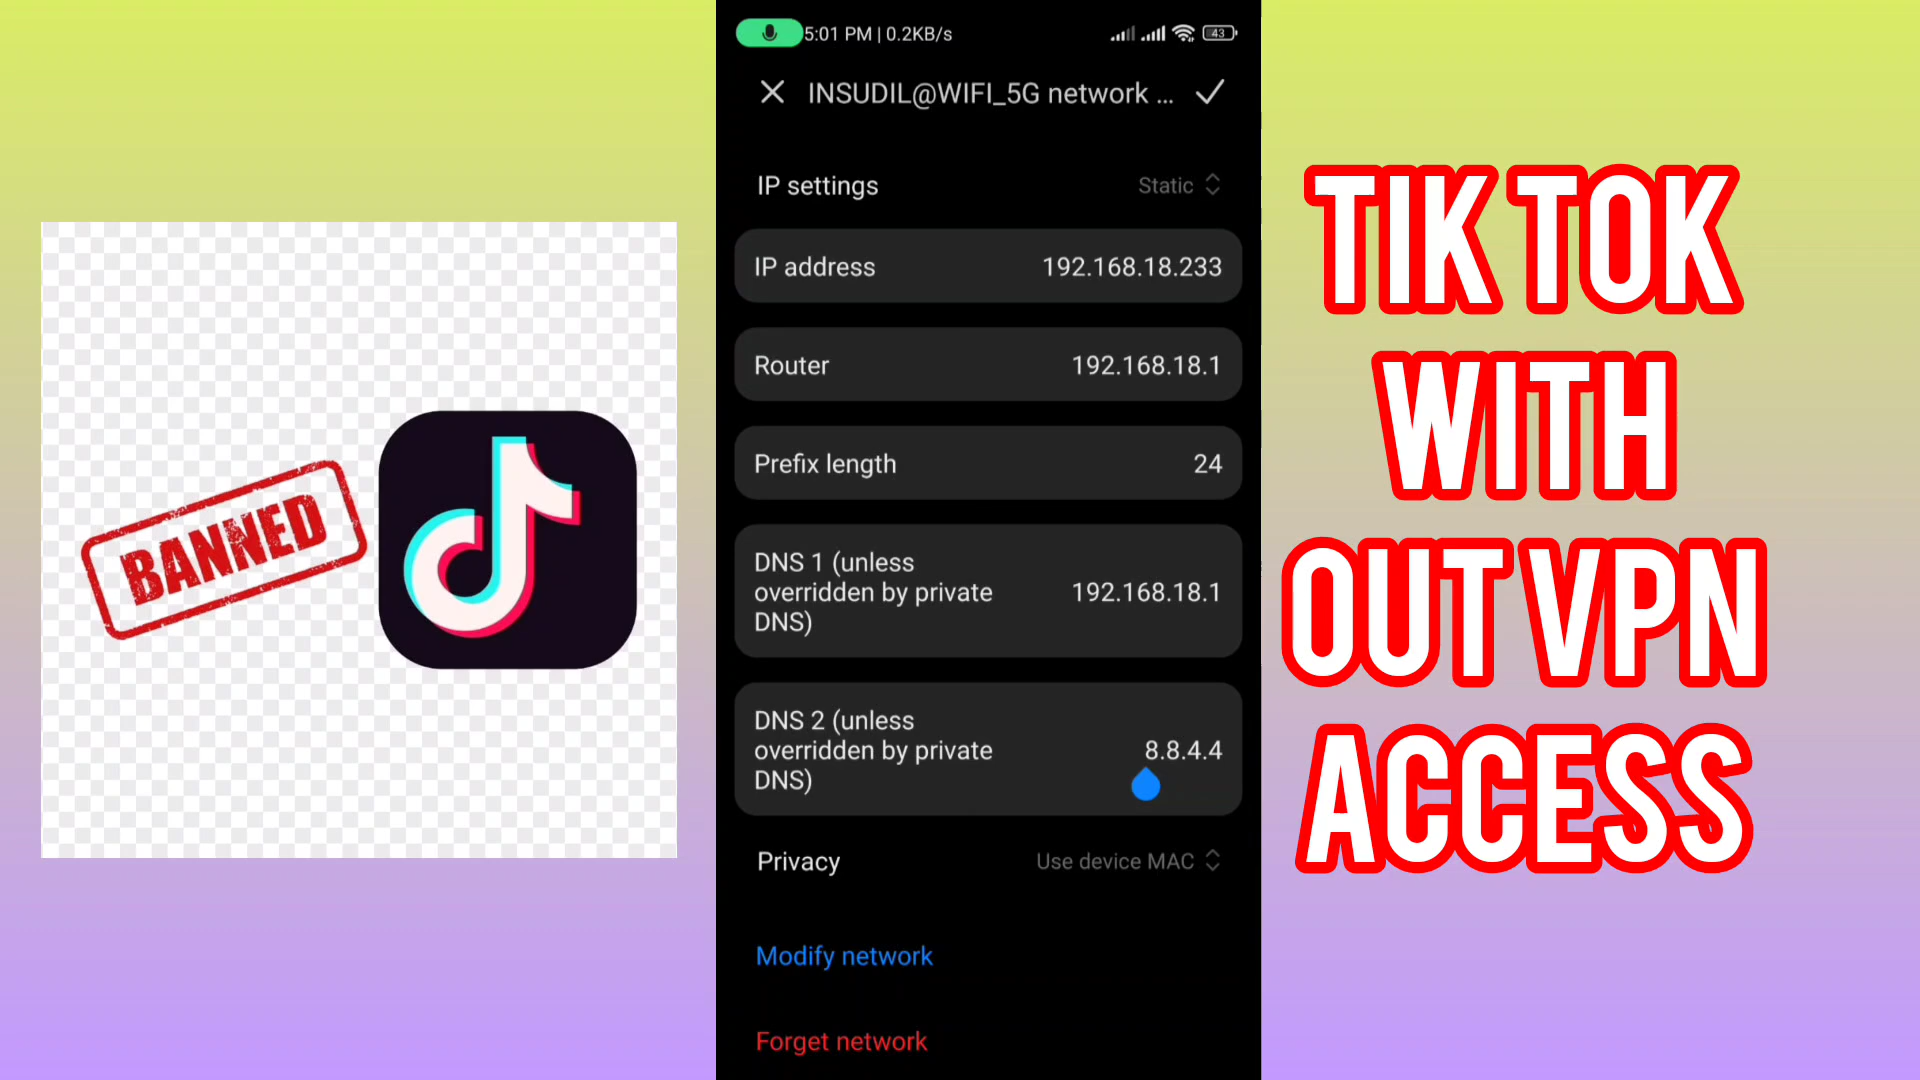 BANNED
5:01 PM | 0.2KB/s
43
INSUDIL@WIFI_5G network ...
IP settings
Static
IP address
192.168.18.233
Router
192.168.18.1
Prefix length
24
DNS 1 (unless
overridden by private
DNS)
192.168.18.1
DNS 2 (unless
overridden by private
DNS)
8.8.4.4
Privacy
Use device MAC
Modify network
Forget network
TIK TOK
WITH
OUT VPN
ACCESS